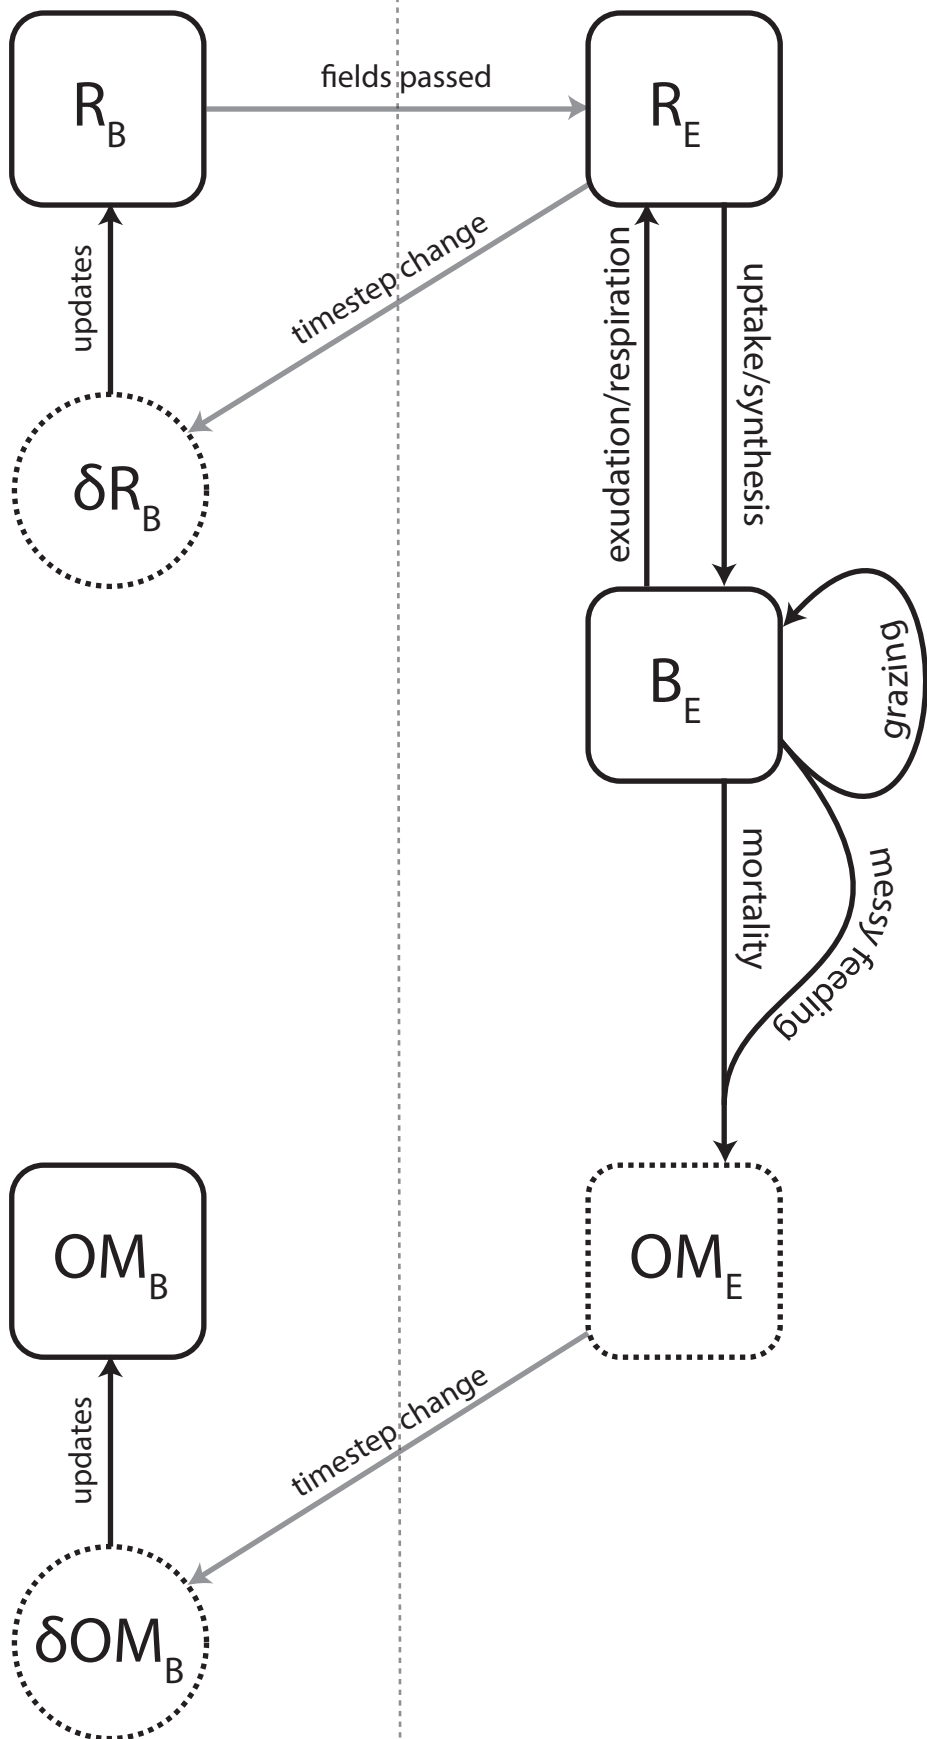 R_B
fields passed
R_E
updates
timestep change
exudation/respiration
uptake/synthesis
δR_B
B_E
grazing
mortality
messy feeding
OM_B
OM_E
updates
timestep change
δOM_B